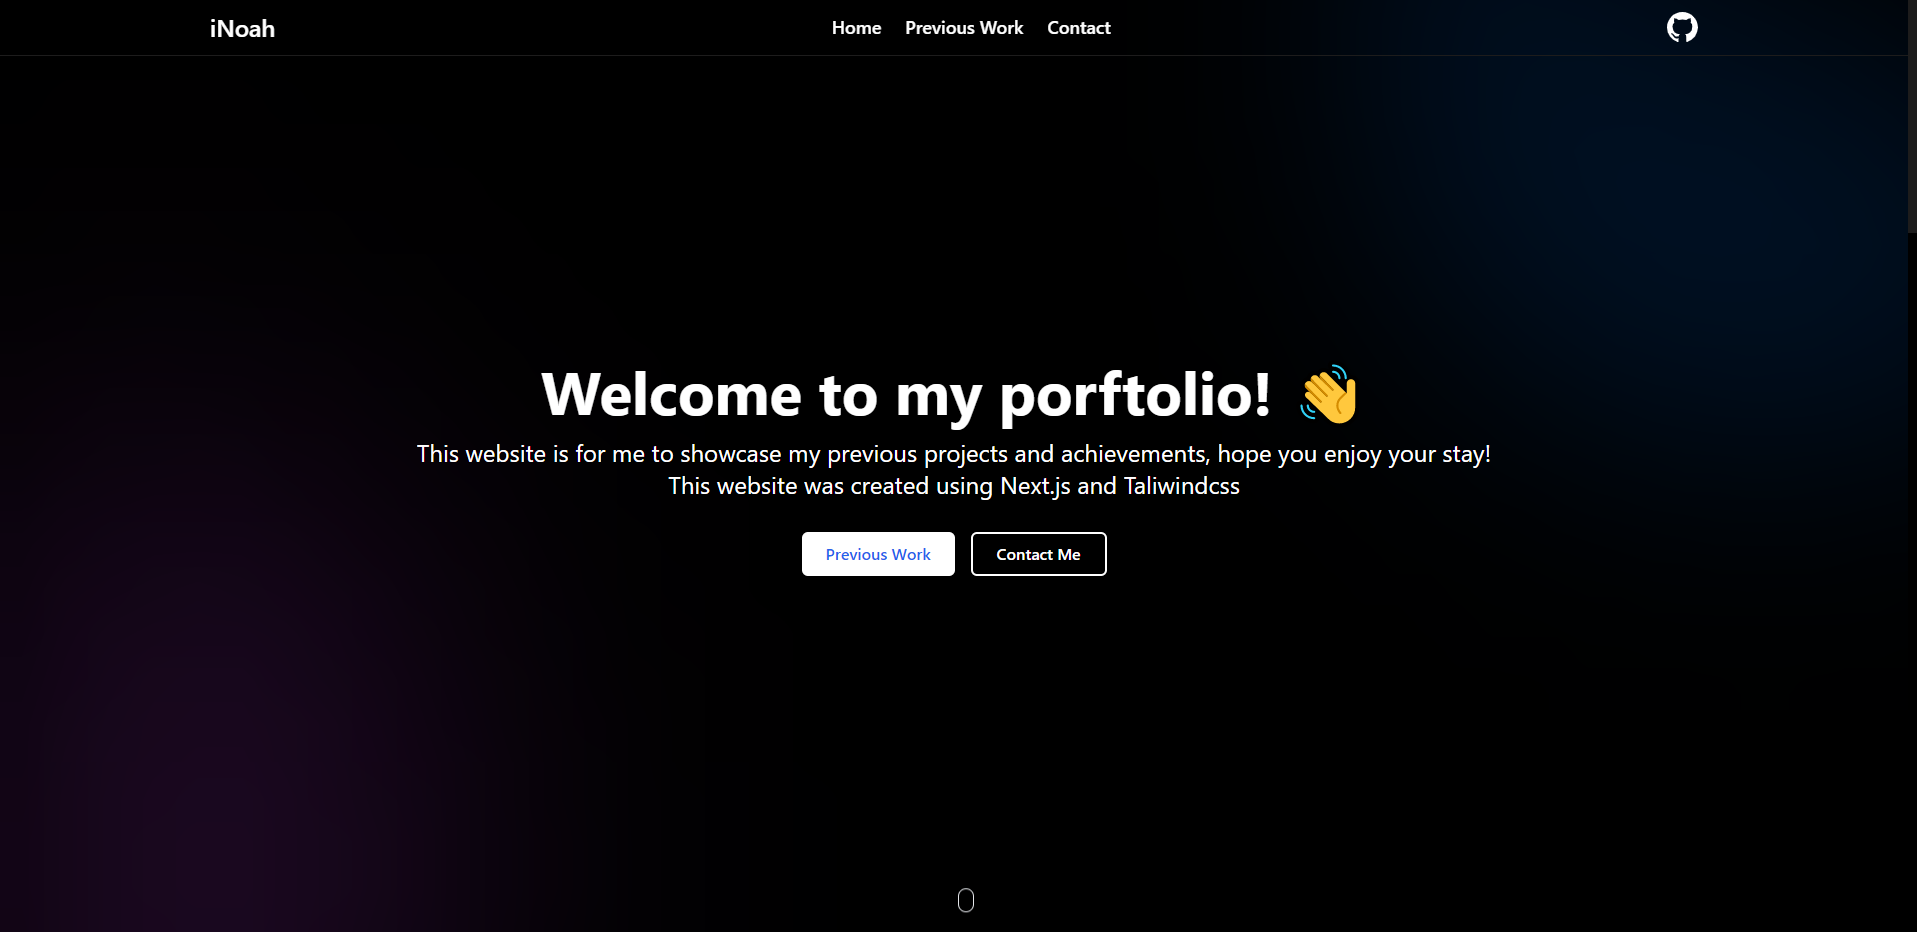 iNoah
Home Previous Work Contact
Welcome to my porftolio! 👋
This website is for me to showcase my previous projects and achievements, hope you enjoy your stay!
This website was created using Next.js and Taliwindcss
Previous Work Contact Me